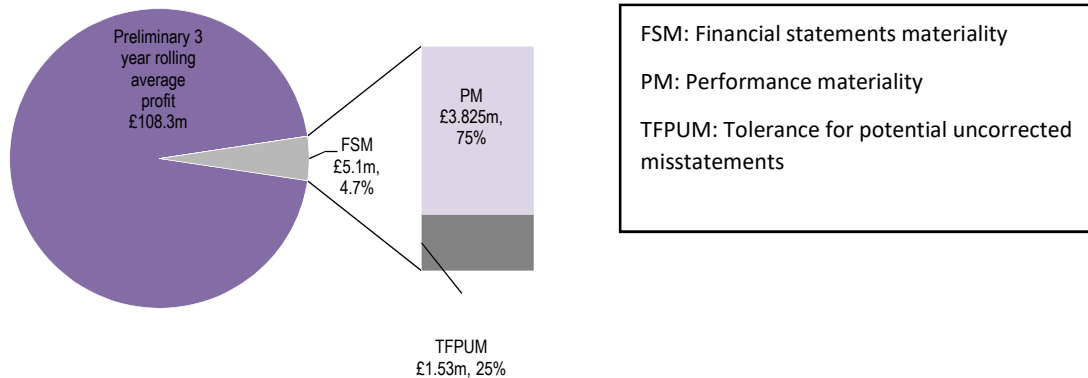 Preliminary 3
year rolling
average
profit
£108.3m
FSM
£5.1m,
4.7%
PM
£3.825m,
75%
TFPUM
£1.53m, 25%
FSM: Financial statements materiality
PM: Performance materiality
TFPUM: Tolerance for potential uncorrected
misstatements